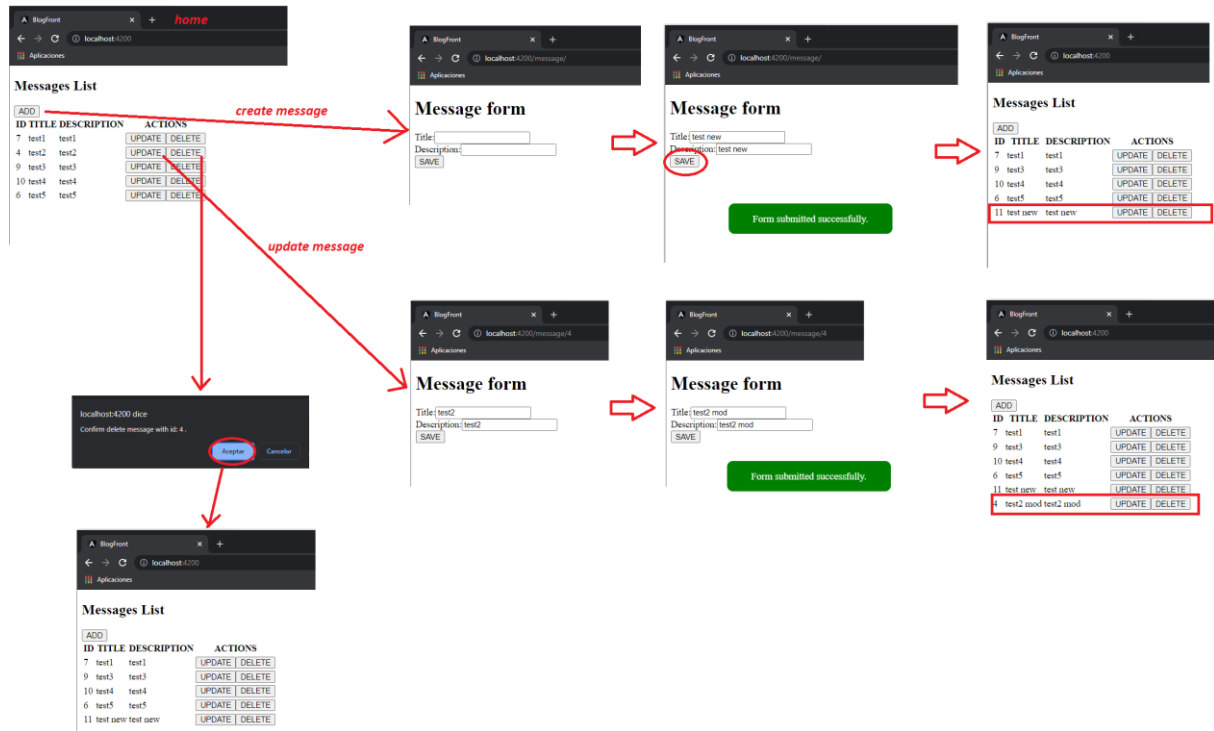 BlogFront × + home
localhost:4200
Aplicaciones
Messages List
ADD
ID TITLE DESCRIPTION ACTIONS
7 test1 test1 UPDATE DELETE
4 test2 test2 UPDATE DELETE
9 test3 test3 UPDATE DELETE
10 test4 test4 UPDATE DELETE
6 test5 test5 UPDATE DELETE
create message
BlogFront × +
localhost:4200/message/
Aplicaciones
Message form
Title:
Description:
SAVE
BlogFront × +
localhost:4200/message/
Aplicaciones
Message form
Title: test new
Description: test new
SAVE
Form submitted successfully.
BlogFront × +
localhost:4200
Aplicaciones
Messages List
ADD
ID TITLE DESCRIPTION ACTIONS
7 test1 test1 UPDATE DELETE
9 test3 test3 UPDATE DELETE
10 test4 test4 UPDATE DELETE
6 test5 test5 UPDATE DELETE
11 test new test new UPDATE DELETE
update message
BlogFront × +
localhost:4200/message/4
Aplicaciones
Message form
Title: test2
Description: test2
SAVE
BlogFront × +
localhost:4200/message/4
Aplicaciones
Message form
Title: test2 mod
Description: test2 mod
SAVE
Form submitted successfully.
BlogFront × +
localhost:4200
Aplicaciones
Messages List
ADD
ID TITLE DESCRIPTION ACTIONS
7 test1 test1 UPDATE DELETE
9 test3 test3 UPDATE DELETE
10 test4 test4 UPDATE DELETE
6 test5 test5 UPDATE DELETE
11 test new test new UPDATE DELETE
4 test2 mod test2 mod UPDATE DELETE
localhost:4200 dice
Confirm delete message with id: 4 .
Aceptar Cancelar
BlogFront × +
localhost:4200
Aplicaciones
Messages List
ADD
ID TITLE DESCRIPTION ACTIONS
7 test1 test1 UPDATE DELETE
9 test3 test3 UPDATE DELETE
10 test4 test4 UPDATE DELETE
6 test5 test5 UPDATE DELETE
11 test new test new UPDATE DELETE